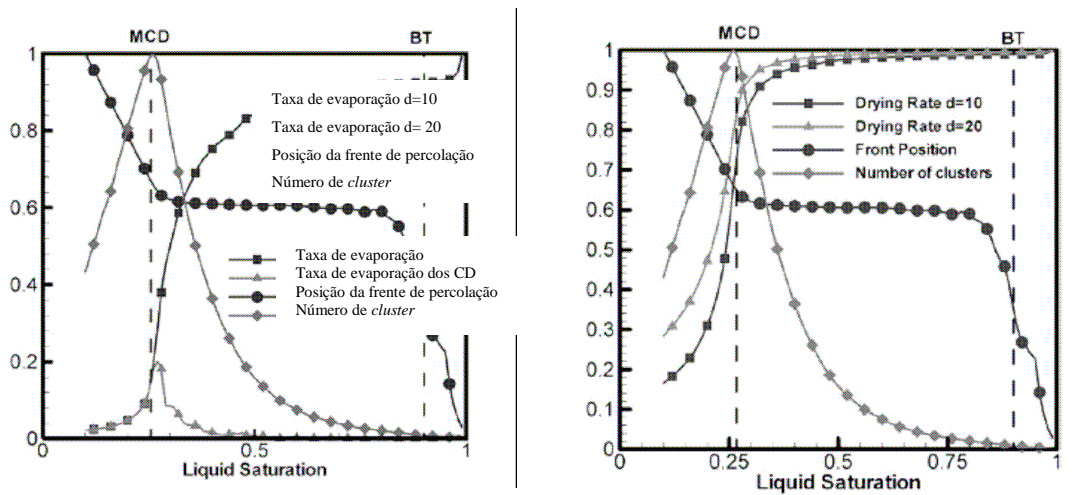 MCD BT
1
0.8
0.6
0.4
0.2
0
0 0.5 1
Liquid Saturation
Taxa de evaporação d=10
Taxa de evaporação d= 20
Posição da frente de percolação
Número de cluster
Taxa de evaporação
Taxa de evaporação dos CD
Posição da frente de percolação
Número de cluster
MCD BT
1
0.9
0.8
0.7
0.6
0.5
0.4
0.3
0.2
0.1
0
0 0.25 0.5 0.75 1
Liquid Saturation
Drying Rate d=10
Drying Rate d=20
Front Position
Number of clusters